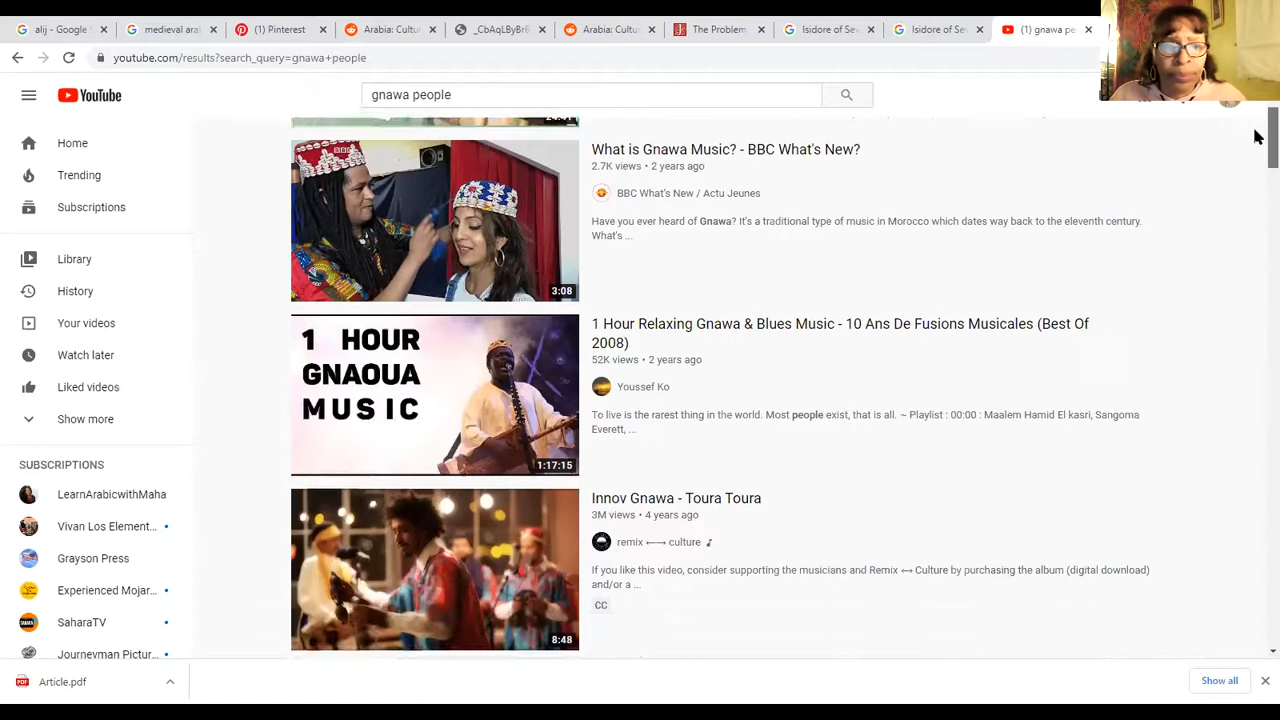 alij - Google
medieval aral
(1) Pinterest
Arabia: Cultu
_CbAqLByBrE
Arabia: Cultu
The Problem
Isidore of Sev
Isidore of Sev
(1) gnawa pe
youtube.com/results?search_query=gnawa+people
YouTube
gnawa people
Home
Trending
Subscriptions
Library
History
Your videos
Watch later
Liked videos
Show more
SUBSCRIPTIONS
LearnArabicwithMaha
Vivan Los Element...
Grayson Press
Experienced Mojar...
SaharaTV
Journeyman Pictur...
BBC
3:08
What is Gnawa Music? - BBC What's New?
2.7K views • 2 years ago
BBC What's New / Actu Jeunes
Have you ever heard of Gnawa? It's a traditional type of music in Morocco which dates way back to the eleventh century.
What's ...
1 HOUR
GNAOUA
MUSIC
1:17:15
1 Hour Relaxing Gnawa & Blues Music - 10 Ans De Fusions Musicales (Best Of
2008)
52K views • 2 years ago
Youssef Ko
To live is the rarest thing in the world. Most people exist, that is all. ~ Playlist : 00:00 : Maalem Hamid El kasri, Sangoma
Everett, ...
8:48
Innov Gnawa - Toura Toura
3M views • 4 years ago
remix ←→ culture
If you like this video, consider supporting the musicians and Remix ↔ Culture by purchasing the album (digital download)
and/or a ...
CC
Article.pdf
Show all